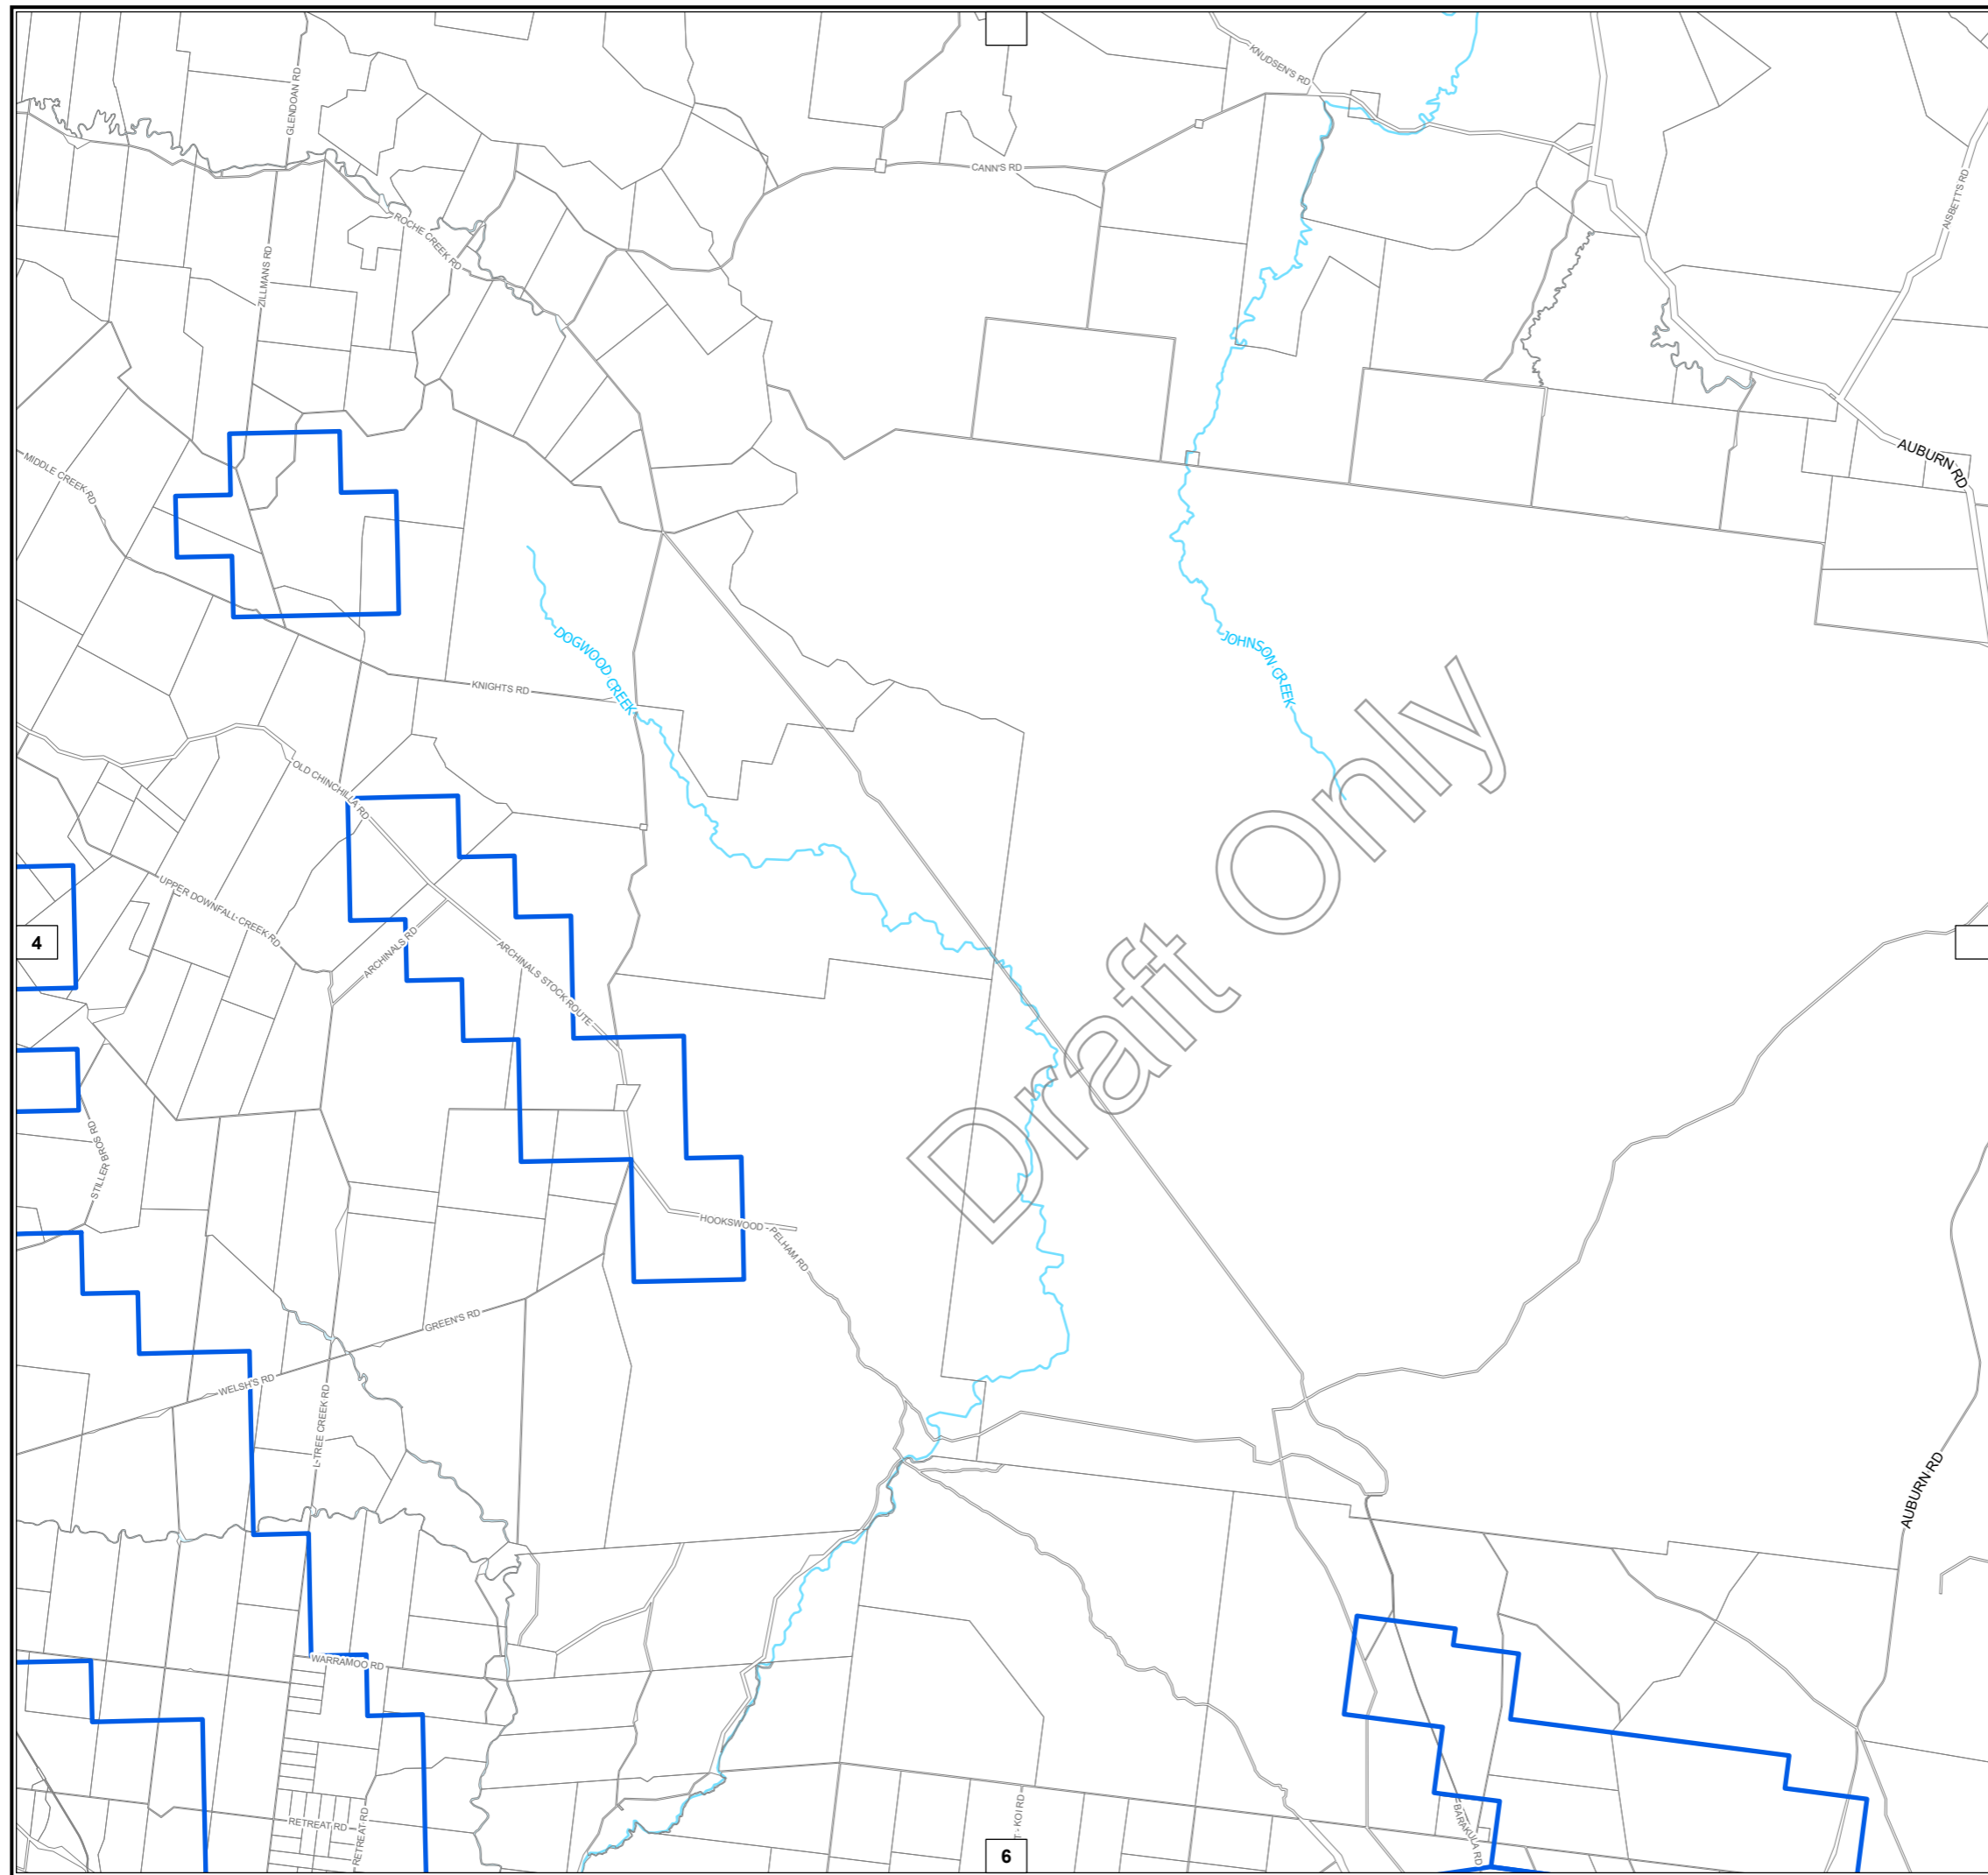 KNUDSEN'S RD
GLENDOAN RD
CANN'S RD
AISBETT'S RD
ROCHE CREEK RD
ZILLMANS RD
AUBURN RD
MIDDLE CREEK RD
DOGWOOD CREEK
JOHNSON CREEK
KNIGHTS RD
OLD CHINCHILLA RD
UPPER DOWNFALL CREEK RD
4
ARCHINALS RD
ARCHINALS STOCK ROUTE
Draft Only
STILLER BROS RD
HOOKSWOOD - PELHAM RD
GREEN'S RD
WELSH'S RD
L-TREE CREEK RD
AUBURN RD
WARRAMOO RD
RETREAT RD
RETREAT RD
T - KOI RD
BARAKULA RD
6